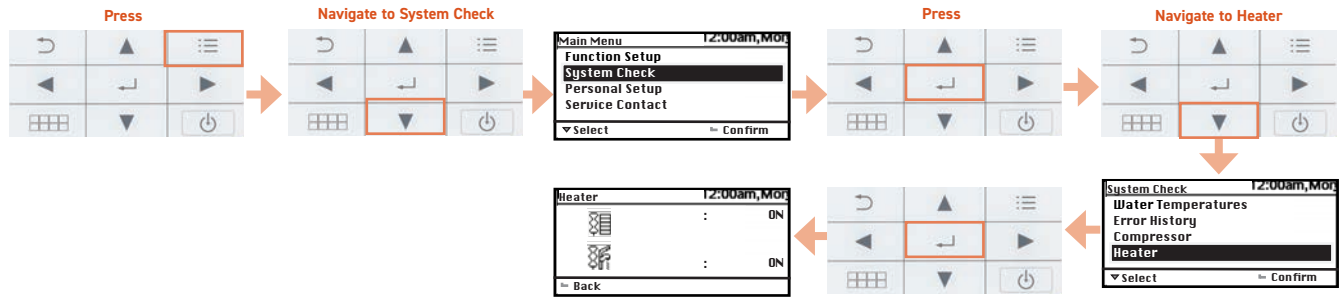 Press
Navigate to System Check
Main Menu 12:00am,Mon
Function Setup
System Check
Personal Setup
Service Contact
Select Confirm
Press
Navigate to Heater
System Check 12:00am,Mon
Water Temperatures
Error History
Compressor
Heater
Select Confirm
Heater 12:00am,Mon
: ON
: ON
Back